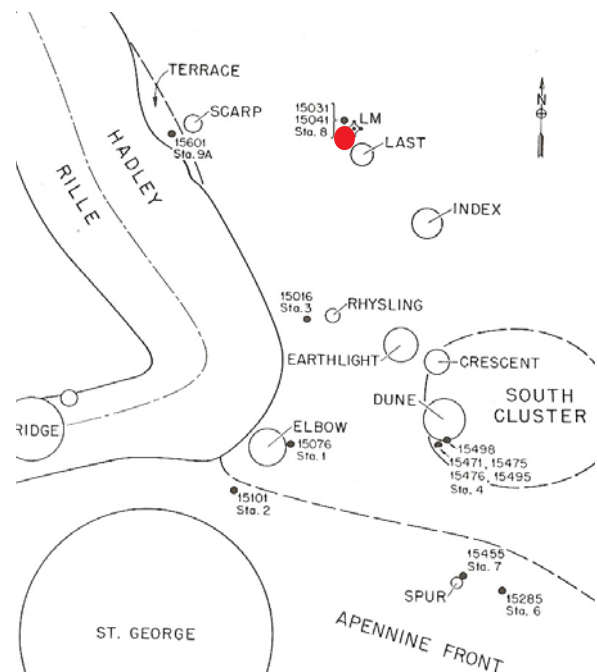 TERRACE
SCARP
15031
15041
Sta. 8
LM
N
15601
Sta. 9A
LAST
HADLEY
RILLE
INDEX
15016
Sta. 3
RHYSLING
EARTHLIGHT
CRESCENT
DUNE
SOUTH
CLUSTER
RIDGE
ELBOW
15076
Sta. 1
15498
15471, 15475
15476, 15495
Sta. 4
15101
Sta. 2
15455
Sta. 7
SPUR
15285
Sta. 6
ST. GEORGE
APENNINE FRONT